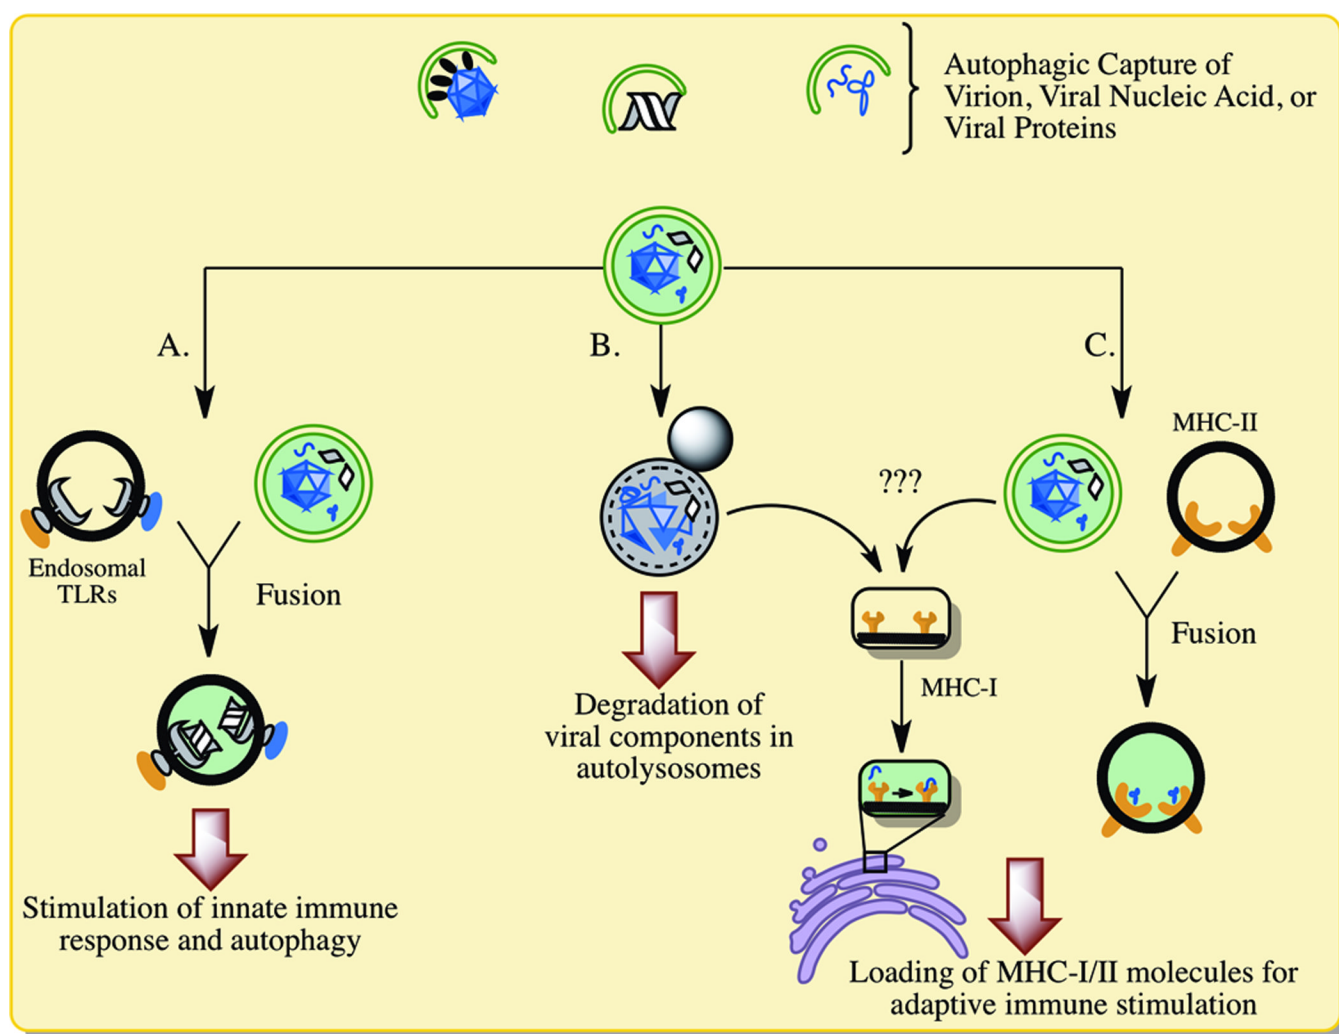 Autophagic Capture of
Virion, Viral Nucleic Acid, or
Viral Proteins
A.
B.
C.
MHC-II
???
Endosomal
TLRs
Fusion
Fusion
MHC-I
Degradation of
viral components in
autolysosomes
Stimulation of innate immune
response and autophagy
Loading of MHC-I/II molecules for
adaptive immune stimulation